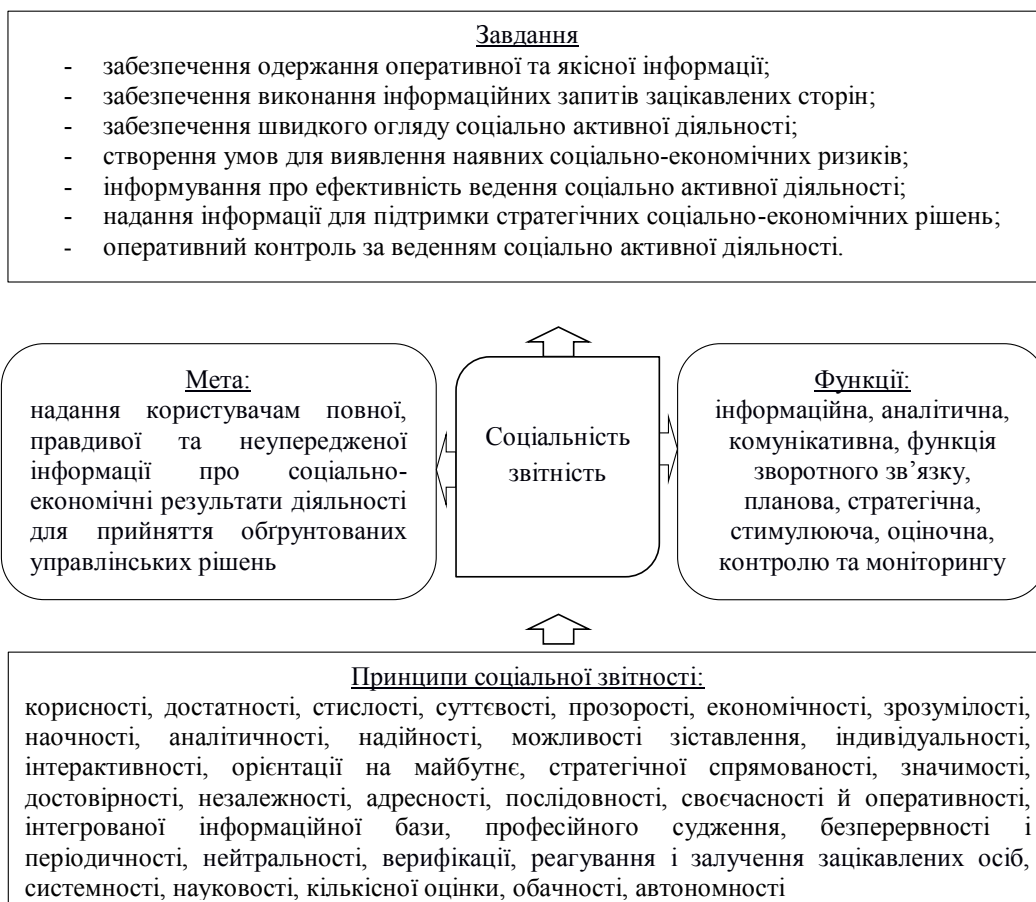 Завдання
- забезпечення одержання оперативної та якісної інформації;
- забезпечення виконання інформаційних запитів зацікавлених сторін;
- забезпечення швидкого огляду соціально активної діяльності;
- створення умов для виявлення наявних соціально-економічних ризиків;
- інформування про ефективність ведення соціально активної діяльності;
- надання інформації для підтримки стратегічних соціально-економічних рішень;
- оперативний контроль за веденням соціально активної діяльності.
Мета:
надання користувачам повної,
правдивої та неупередженої
інформації про соціально-
економічні результати діяльності
для прийняття обґрунтованих
управлінських рішень
Соціальність
звітність
Функції:
інформаційна, аналітична,
комунікативна, функція
зворотного зв’язку,
планова, стратегічна,
стимулююча, оціночна,
контролю та моніторингу
Принципи соціальної звітності:
корисності, достатності, стислості, суттєвості, прозорості, економічності, зрозумілості,
наочності, аналітичності, надійності, можливості зіставлення, індивідуальності,
інтерактивності, орієнтації на майбутнє, стратегічної спрямованості, значимості,
достовірності, незалежності, адресності, послідовності, своєчасності й оперативності,
інтегрованої інформаційної бази, професійного судження, безперервності і
періодичності, нейтральності, верифікації, реагування і залучення зацікавлених осіб,
системності, науковості, кількісної оцінки, обачності, автономності